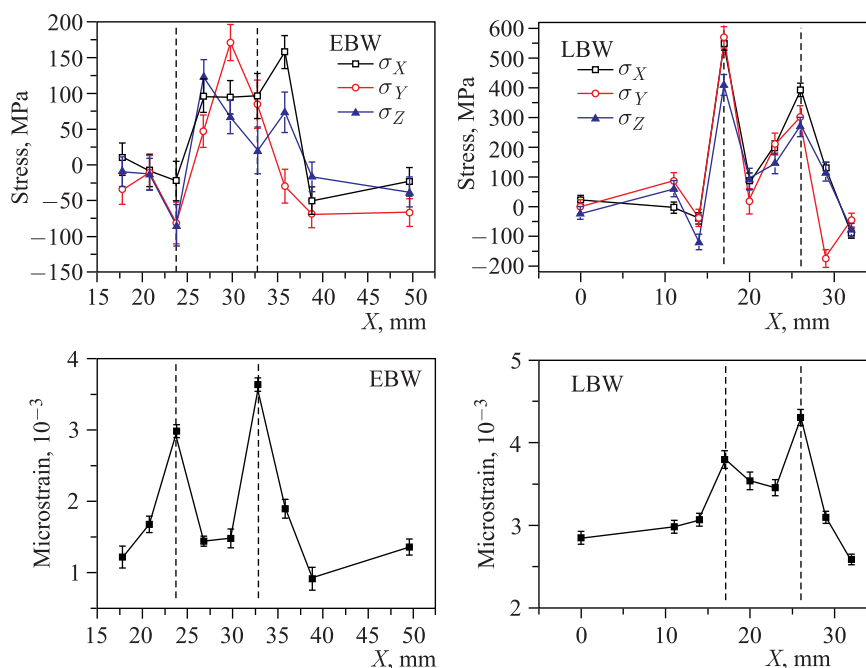 EBW
σX
σY
σZ
Stress, MPa
200
150
100
50
0
−50
−100
−150
15 20 25 30 35 40 45 50
X, mm
LBW
σX
σY
σZ
Stress, MPa
600
500
400
300
200
100
0
−100
−200
0 10 20 30
X, mm
EBW
Microstrain, 10−3
4
3
2
1
15 20 25 30 35 40 45 50
X, mm
LBW
Microstrain, 10−3
5
4
3
2
0 10 20 30
X, mm